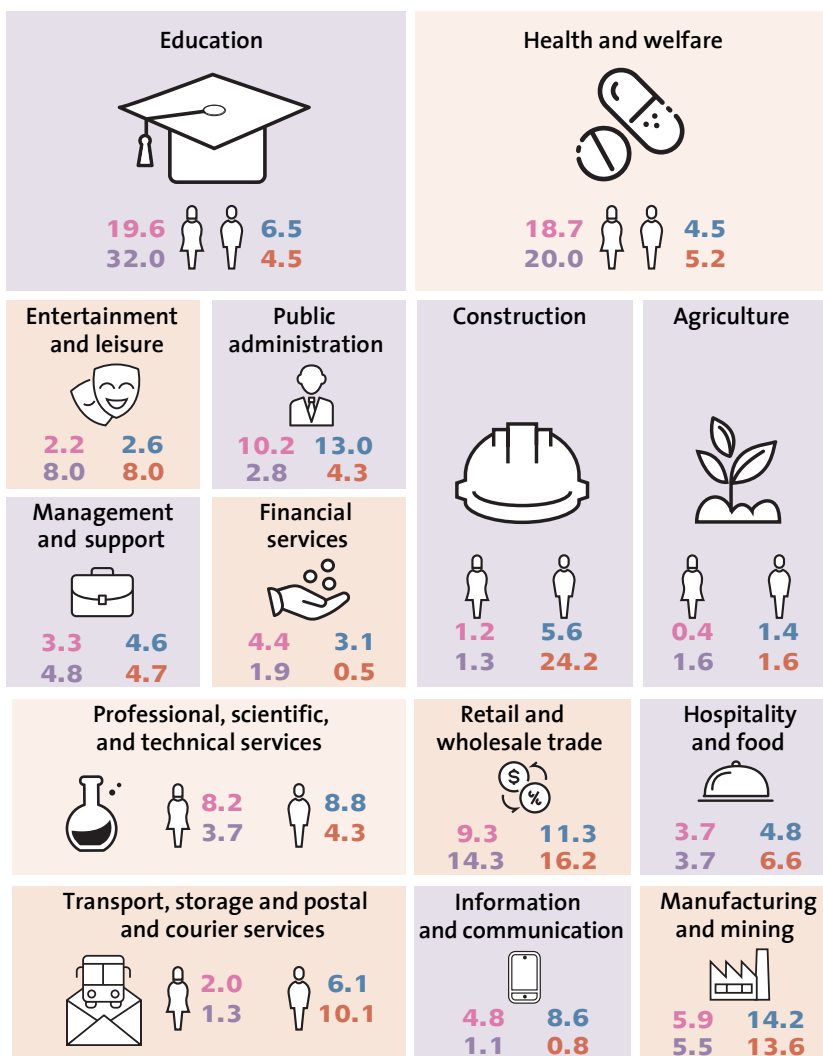 Education
19.6 6.5
32.0 4.5
Health and welfare
18.7 4.5
20.0 5.2
Entertainment
and leisure
2.2 2.6
8.0 8.0
Public
administration
10.2 13.0
2.8 4.3
Construction
1.2 5.6
1.3 24.2
Agriculture
0.4 1.4
1.6 1.6
Management
and support
3.3 4.6
4.8 4.7
Financial
services
4.4 3.1
1.9 0.5
Professional, scientific,
and technical services
8.2 8.8
3.7 4.3
Retail and
wholesale trade
$
%
9.3 11.3
14.3 16.2
Hospitality
and food
3.7 4.8
3.7 6.6
Transport, storage and postal
and courier services
2.0 6.1
1.3 10.1
Information
and communication
4.8 8.6
1.1 0.8
Manufacturing
and mining
5.9 14.2
5.5 13.6